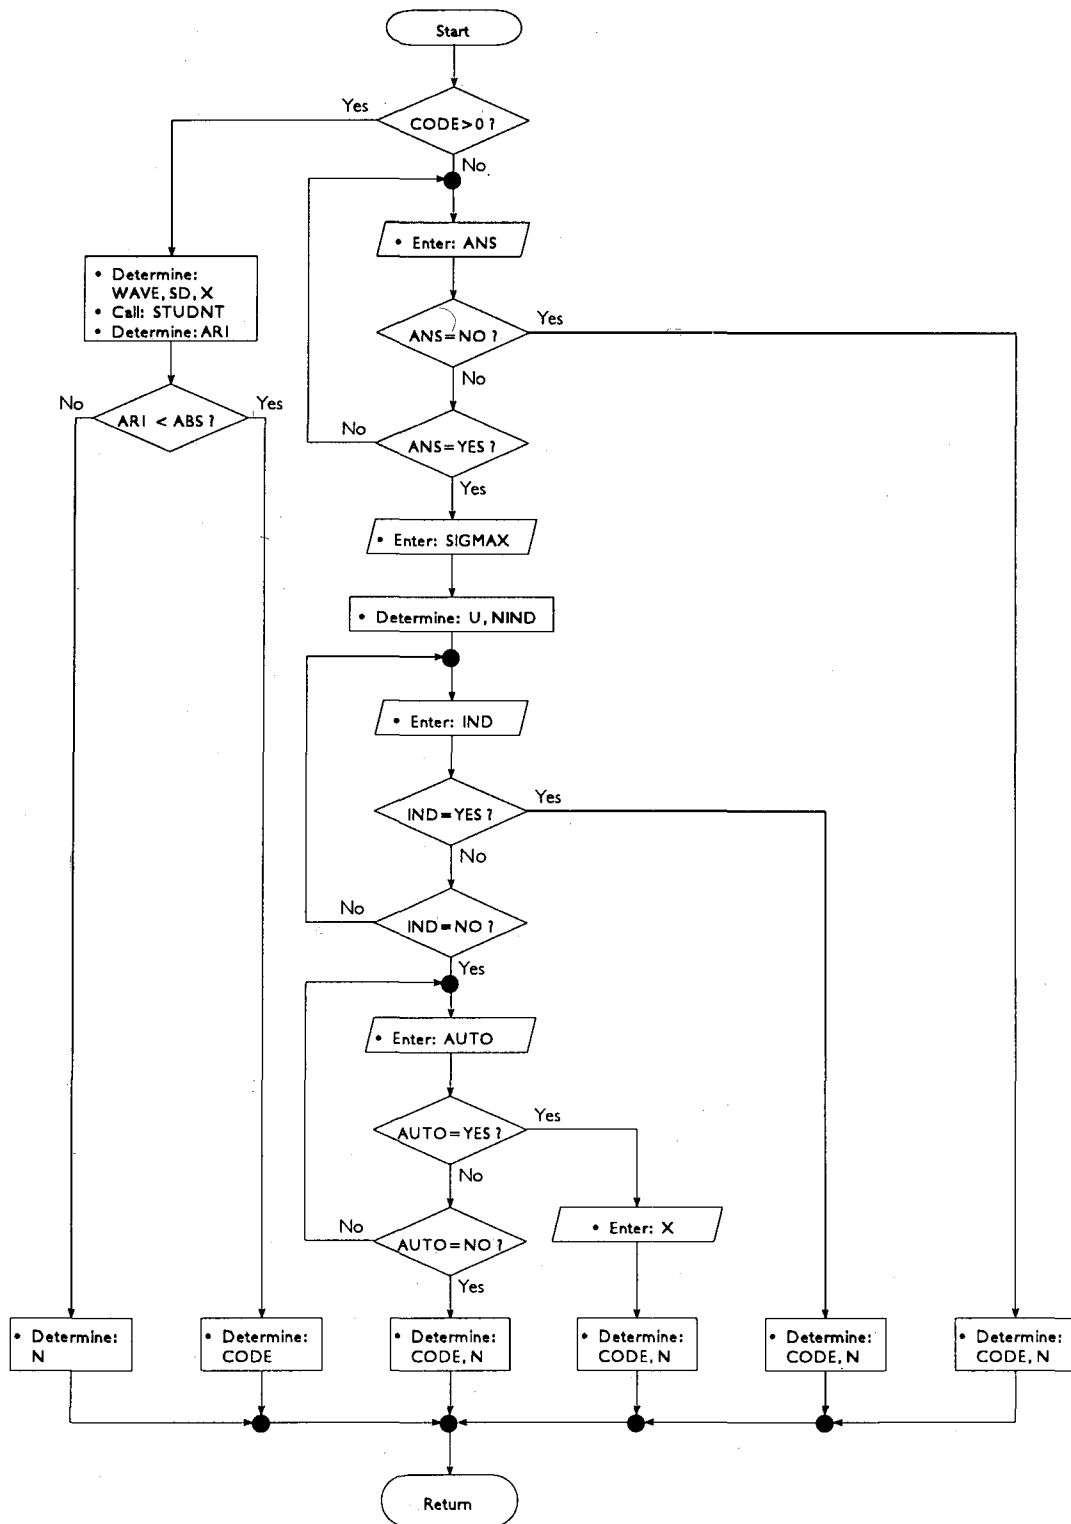 Start
Yes
CODE>0?
No
• Enter: ANS
• Determine:
WAVE, SD, X
• Call: STUDNT
• Determine: ARI
ANS=NO?
Yes
No
No
ARI < ABS?
Yes
No
ANS=YES?
Yes
• Enter: SIGMAX
• Determine: U, NIND
• Enter: IND
IND=YES?
Yes
No
No
IND=NO?
Yes
• Enter: AUTO
AUTO=YES?
Yes
No
• Enter: X
No
AUTO=NO?
Yes
• Determine:
N
• Determine:
CODE
• Determine:
CODE, N
• Determine:
CODE, N
• Determine:
CODE, N
• Determine:
CODE, N
Return